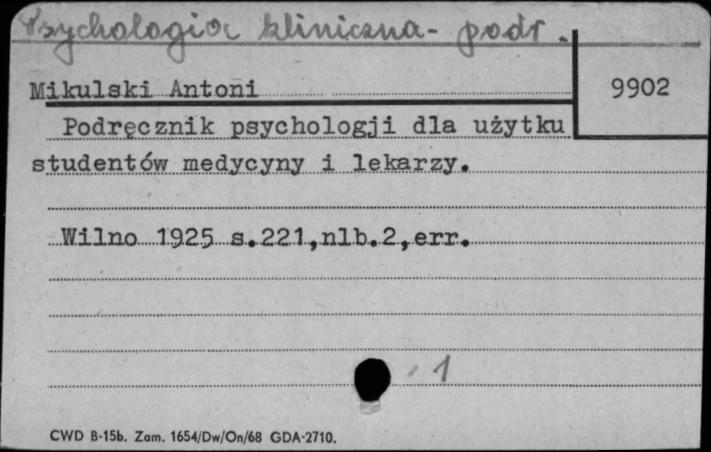 Psychologia kliniczna - podr.
Mikulski Antoni
9902
Podręcznik psychologji dla użytku
studentów medycyny i lekarzy.
Wilno 1925 s.221,nlb.2,err.
1
CWD B-15b. Zam. 1654/Dw/On/68 GDA-2710.